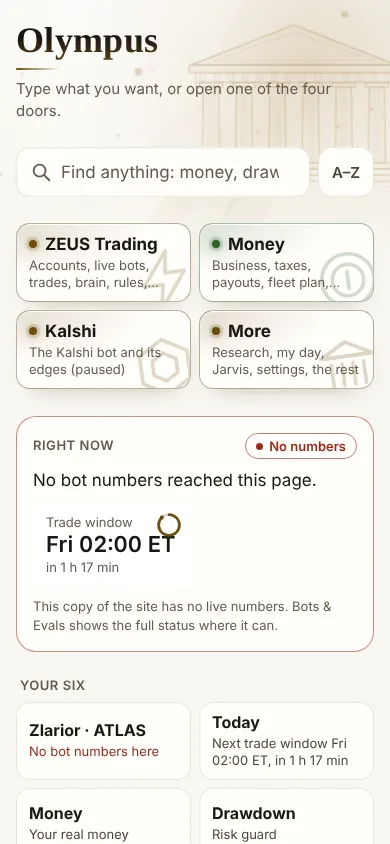 Olympus
Type what you want, or open one of the four
doors.
Find anything: money, draw
A–Z
ZEUS Trading
Accounts, live bots,
trades, brain, rules,...
Money
Business, taxes,
payouts, fleet plan,...
Kalshi
The Kalshi bot and its
edges (paused)
More
Research, my day,
Jarvis, settings, the rest
RIGHT NOW
No numbers
No bot numbers reached this page.
Trade window
Fri 02:00 ET
in 1 h 17 min
This copy of the site has no live numbers. Bots &
Evals shows the full status where it can.
YOUR SIX
Zlarior · ATLAS
No bot numbers here
Today
Next trade window Fri
02:00 ET, in 1 h 17 min
Money
Your real money
Drawdown
Risk guard